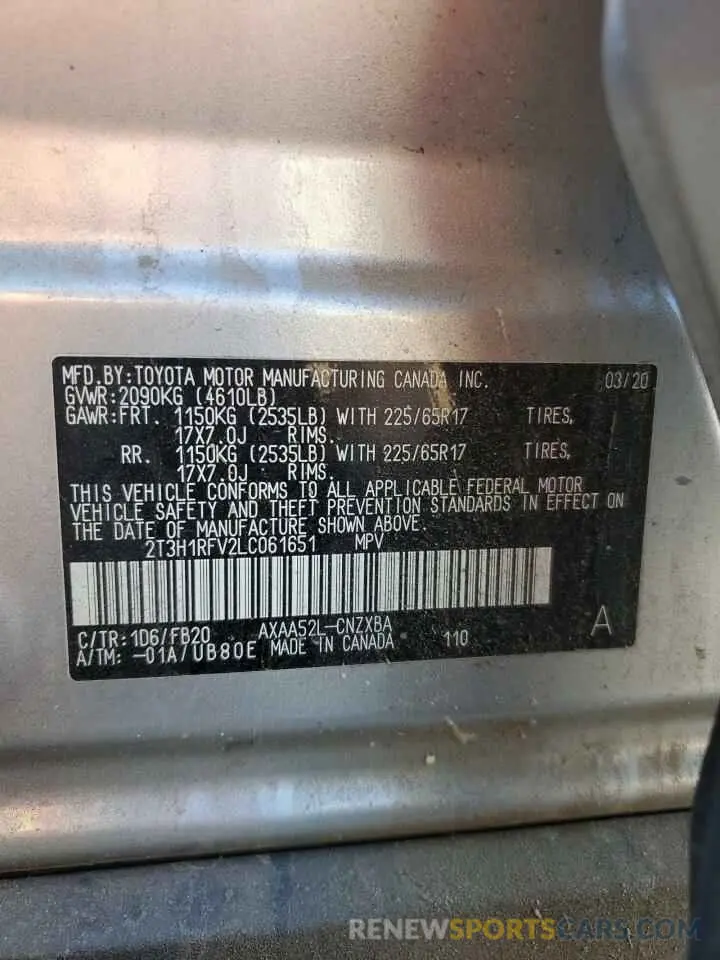 MFD.BY:TOYOTA MOTOR MANUFACTURING CANADA INC. 03/20
GVWR:2090KG (4610LB)
GAWR:FRT. 1150KG (2535LB) WITH 225/65R17 TIRES,
17X7.0J RIMS.
RR. 1150KG (2535LB) WITH 225/65R17 TIRES,
17X7.0J RIMS.
THIS VEHICLE CONFORMS TO ALL APPLICABLE FEDERAL MOTOR
VEHICLE SAFETY AND THEFT PREVENTION STANDARDS IN EFFECT ON
THE DATE OF MANUFACTURE SHOWN ABOVE.
2T3H1RFV2LC061651 MPV
C/TR:1D6/FB20 AXAA52L-CNZXBA A
A/TM: -01A/UB80E MADE IN CANADA 110
RENEWSPORTSCARS.COM